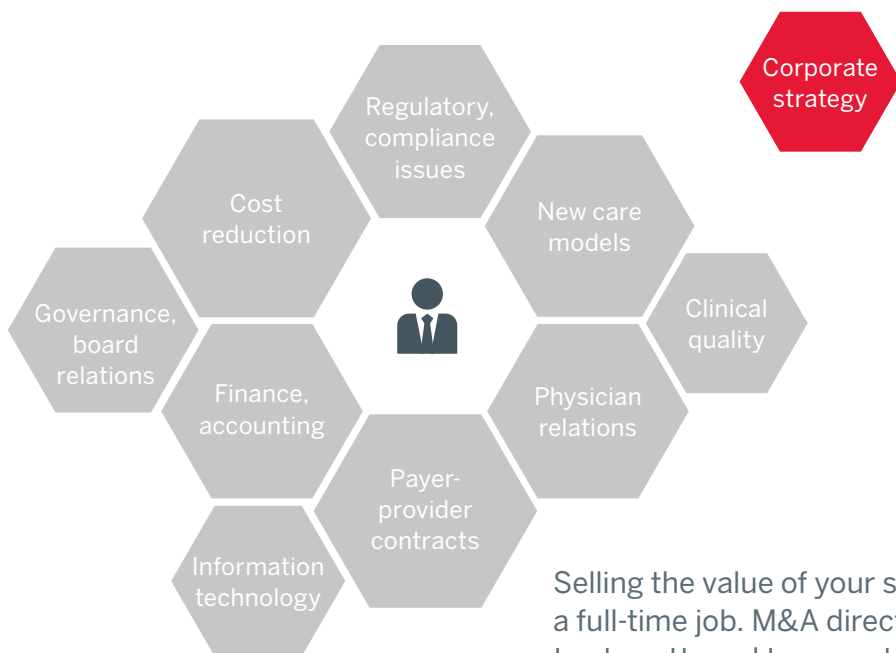 Corporate
strategy
Regulatory,
compliance
issues
Cost
reduction
New care
models
Governance,
board
relations
Clinical
quality
Finance,
accounting
Physician
relations
Payer-
provider
contracts
Information
technology
Selling the value of your s
a full-time job. M&A direct